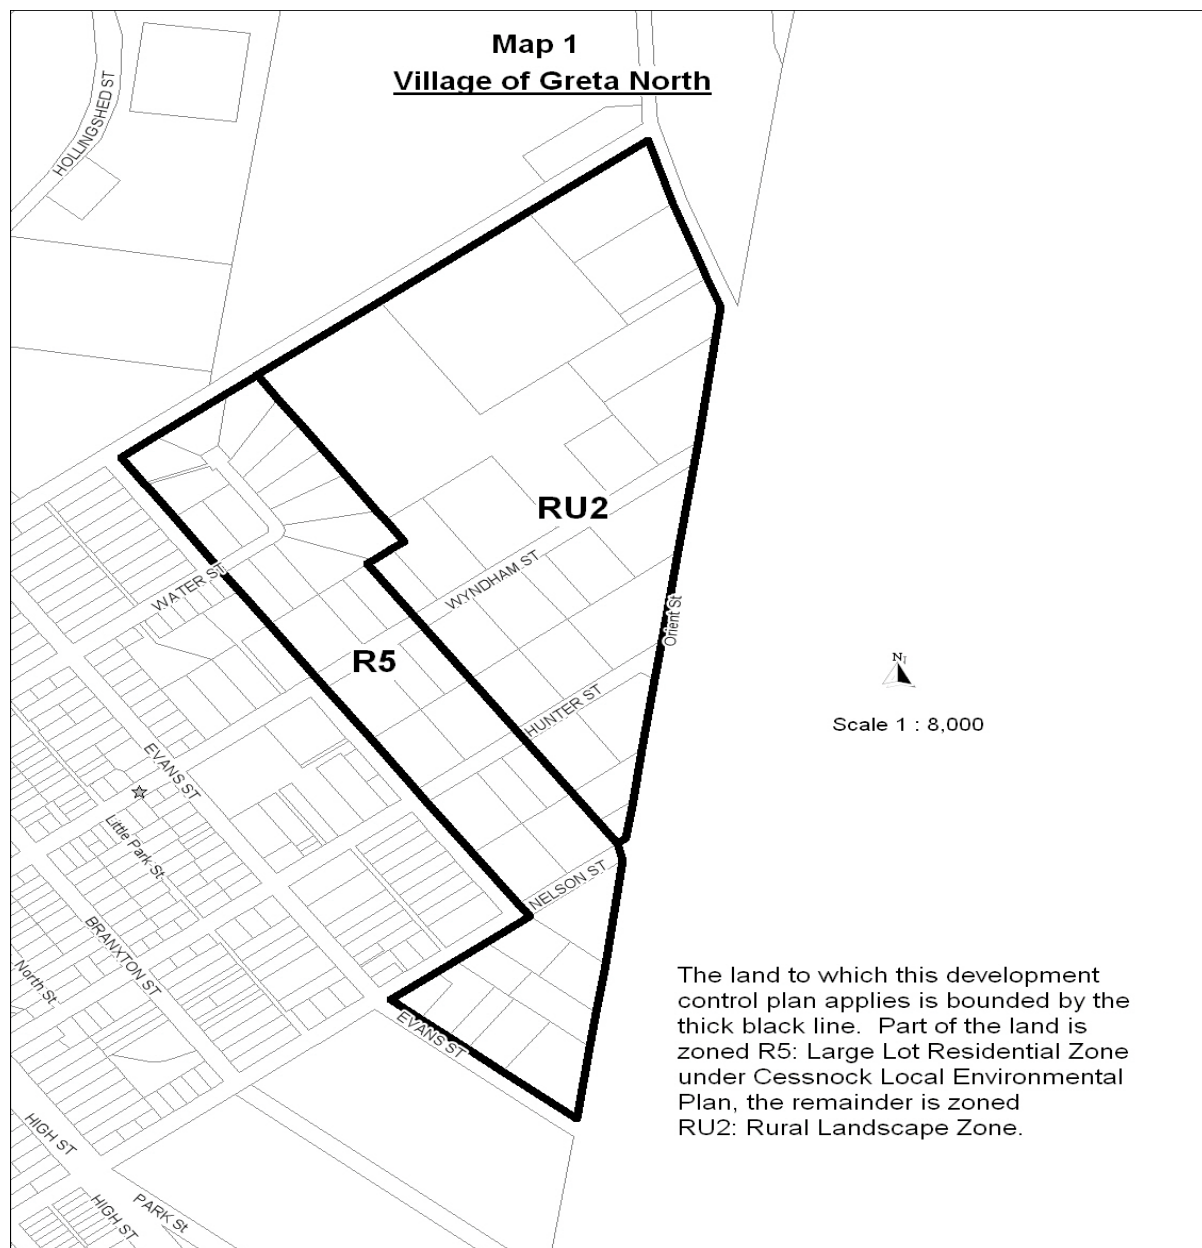 Map 1
Village of Greta North
HOLLINGSHED ST
RU2
WYNDHAM ST
WATER ST
Orient St
R5
N
HUNTER ST
Scale 1 : 8,000
EVANS ST
Little Park St
NELSON ST
BRANXTON ST
North St
EVANS ST
The land to which this development
control plan applies is bounded by the
thick black line.  Part of the land is
zoned R5: Large Lot Residential Zone
under Cessnock Local Environmental
Plan, the remainder is zoned
RU2: Rural Landscape Zone.
HIGH ST
HIGH ST
PARK St